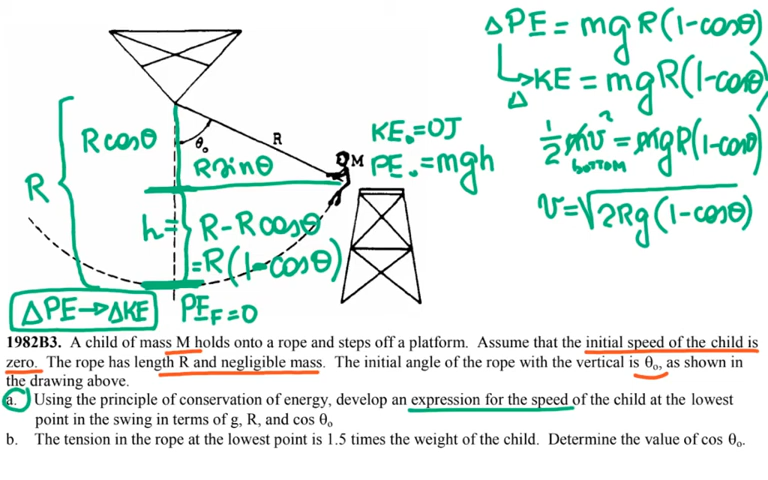 ΔPE = mgR(1-cosθ)
↳ΔKE = mgR(1-cosθ)
½mv² = mgR(1-cosθ)
BOTTOM
v=√2Rg(1-cosθ)
Rcosθ
θ₀
R
M
KE₀=0J
PE₀=mgh
Rsinθ
R
h=R-Rcosθ
=R(1-cosθ)
ΔPE→ΔKE
PE_F=0
1982B3. A child of mass M holds onto a rope and steps off a platform. Assume that the initial speed of the child is
zero. The rope has length R and negligible mass. The initial angle of the rope with the vertical is θ₀, as shown in
the drawing above.
a. Using the principle of conservation of energy, develop an expression for the speed of the child at the lowest
point in the swing in terms of g, R, and cos θ₀
b. The tension in the rope at the lowest point is 1.5 times the weight of the child. Determine the value of cos θ₀.